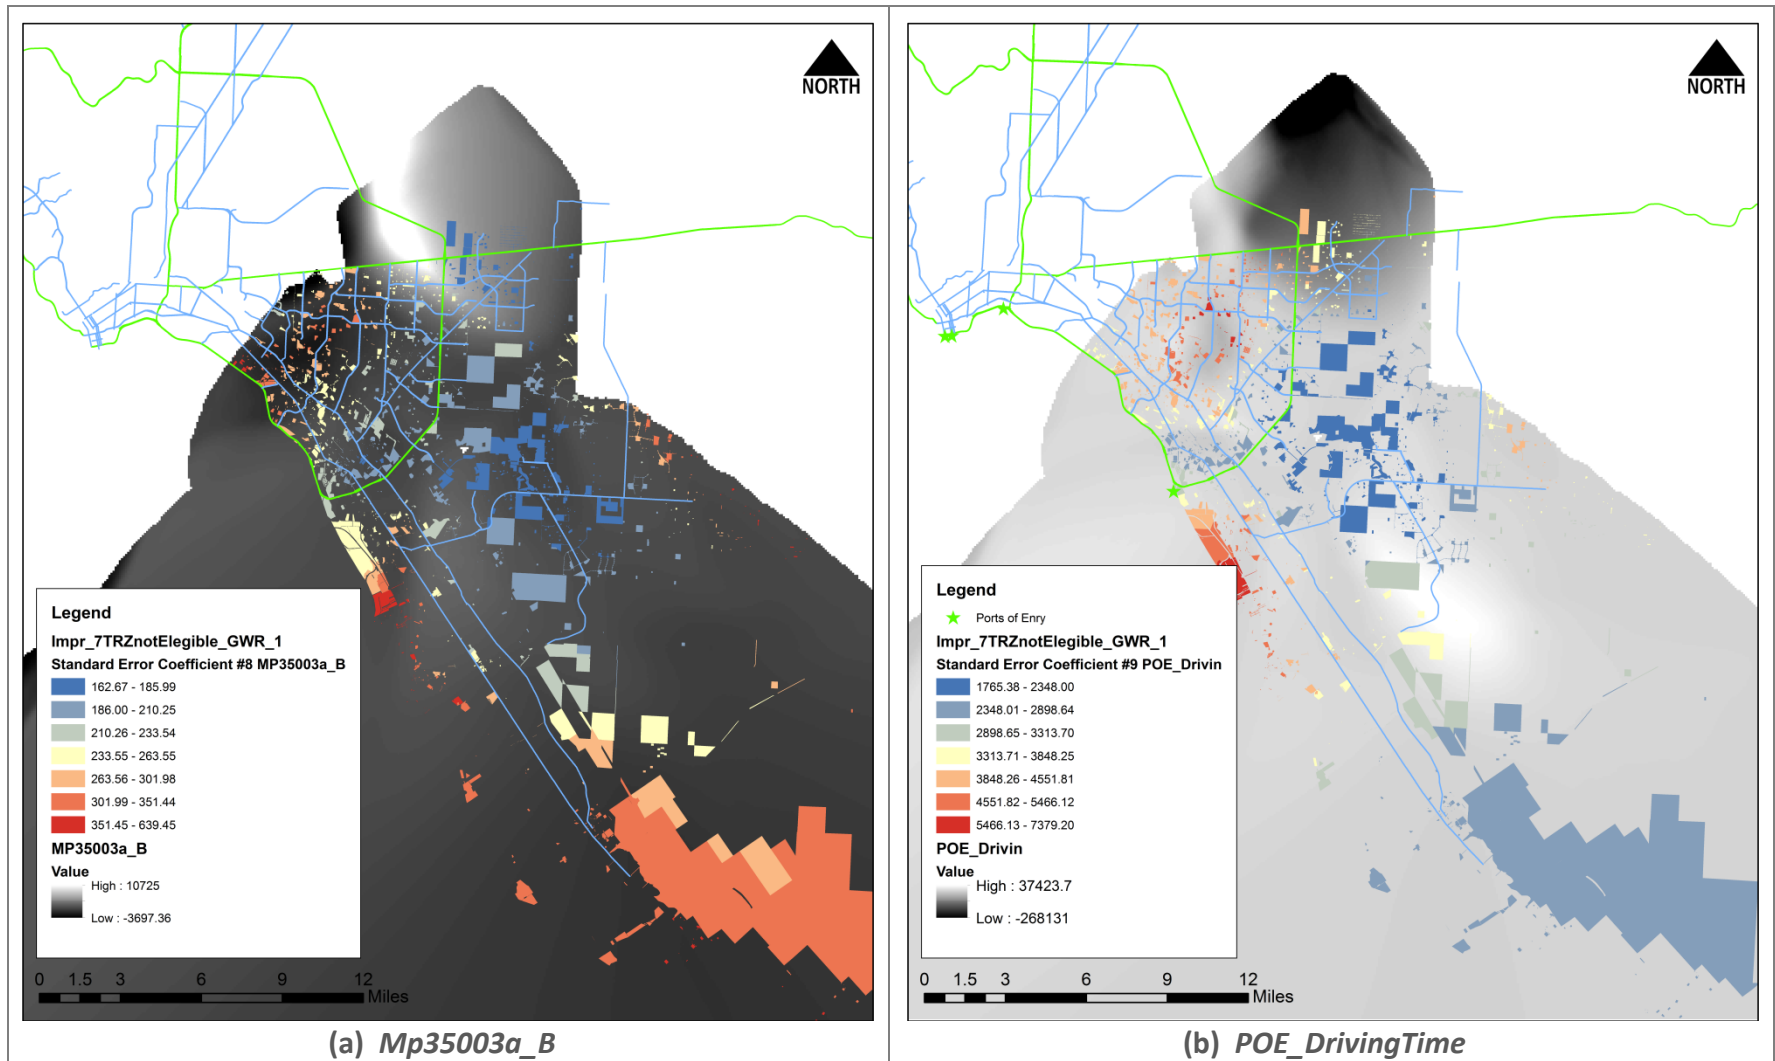 NORTH
Legend
Impr_7TRZnotElegible_GWR_1
Standard Error Coefficient #8 MP35003a_B
162.67 - 185.99
186.00 - 210.25
210.26 - 233.54
233.55 - 263.55
263.56 - 301.98
301.99 - 351.44
351.45 - 639.45
MP35003a_B
Value
High : 10725
Low : -3697.36
0 1.5 3 6 9 12
Miles
(a) Mp35003a_B
NORTH
Legend
Ports of Enry
Impr_7TRZnotElegible_GWR_1
Standard Error Coefficient #9 POE_Drivin
1765.38 - 2348.00
2348.01 - 2898.64
2898.65 - 3313.70
3313.71 - 3848.25
3848.26 - 4551.81
4551.82 - 5466.12
5466.13 - 7379.20
POE_Drivin
Value
High : 37423.7
Low : -268131
0 1.5 3 6 9 12
Miles
(b) POE_DrivingTime